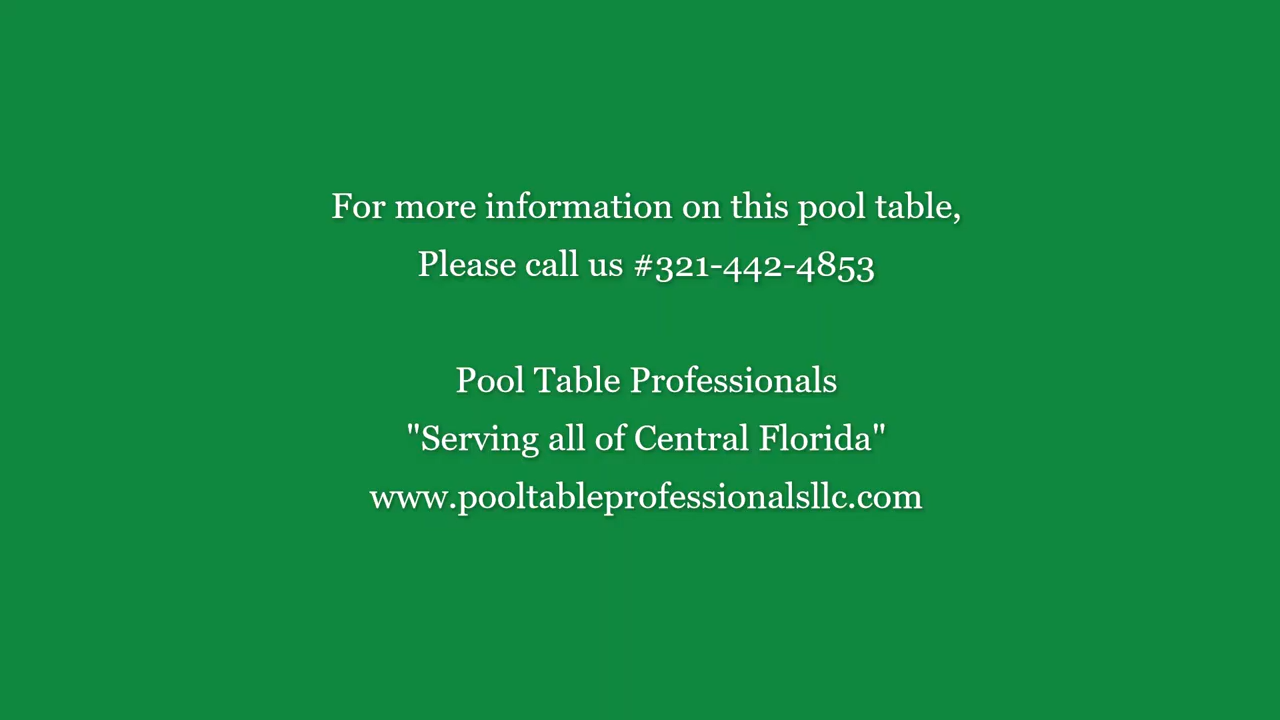 For more information on this pool table,
Please call us #321-442-4853
Pool Table Professionals
"Serving all of Central Florida"
www.pooltableprofessionalsllc.com